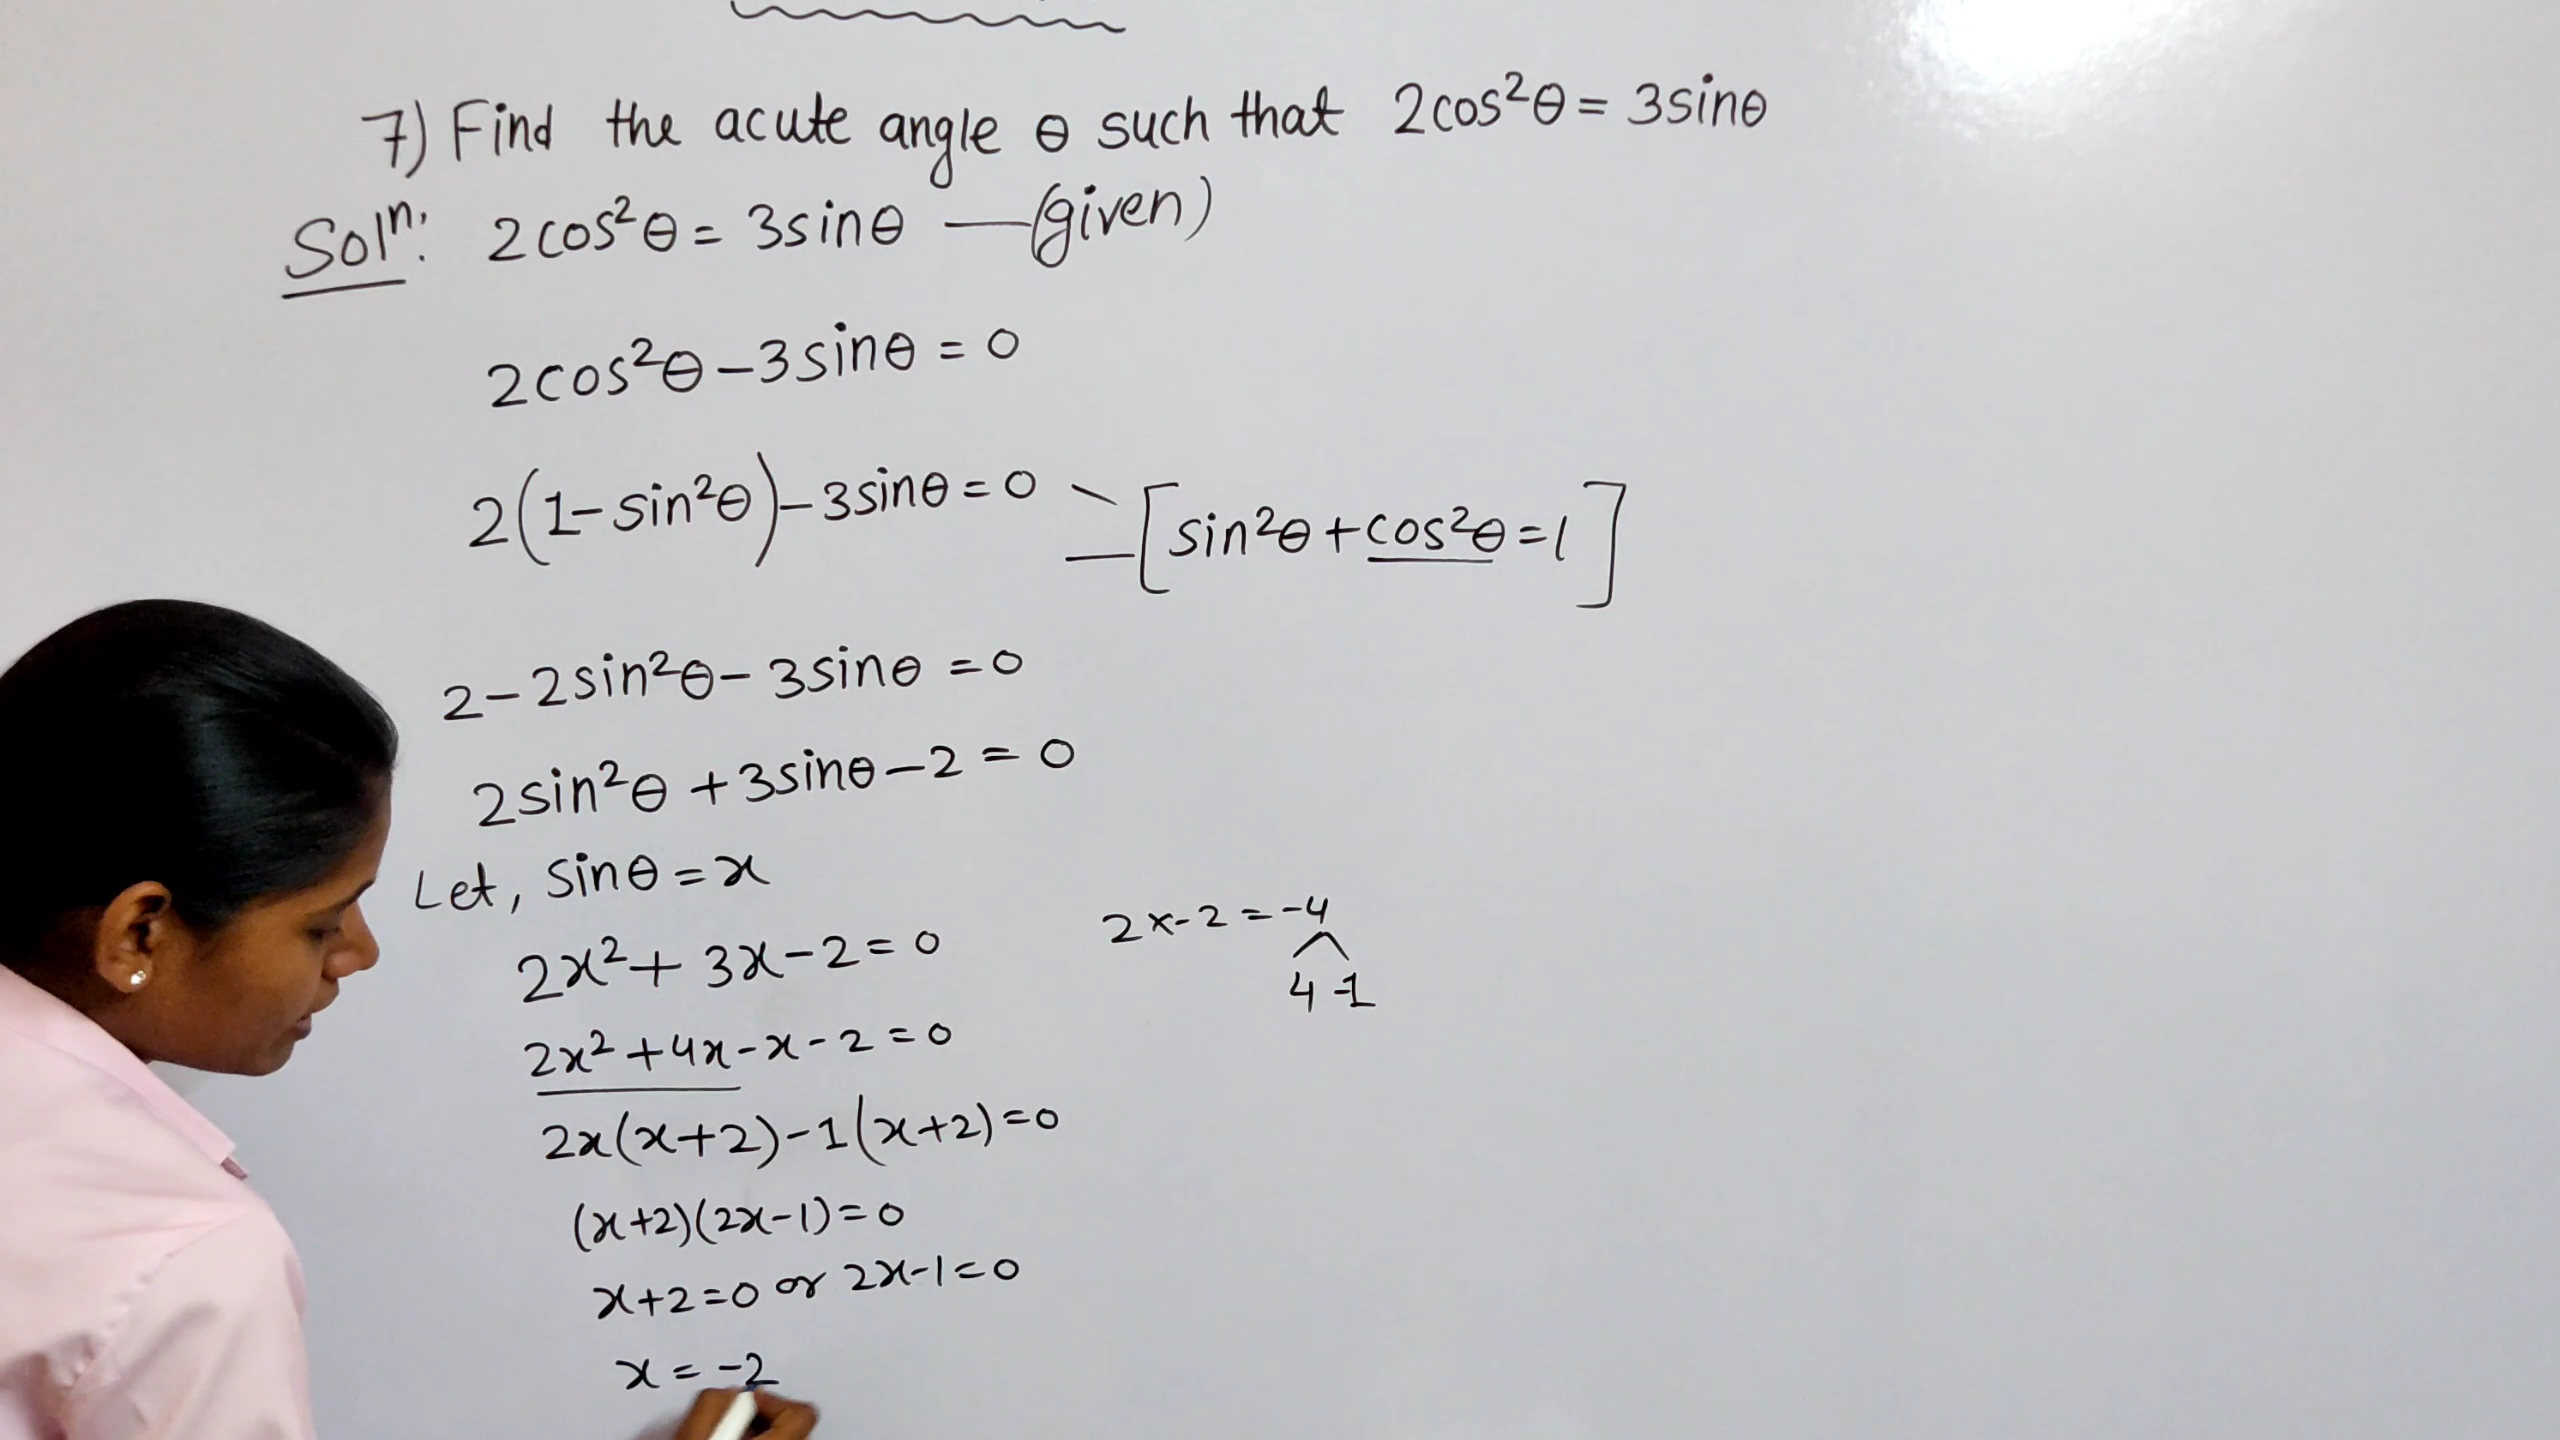 7) Find the acute angle θ such that 2cos²θ = 3sinθ
Solⁿ: 2cos²θ = 3sinθ —(given)
2cos²θ – 3sinθ = 0
2(1 – sin²θ) – 3sinθ = 0 — [sin²θ + cos²θ = 1]
2 – 2sin²θ – 3sinθ = 0
2sin²θ + 3sinθ – 2 = 0
Let, sinθ = x
2x² + 3x – 2 = 0
2x² + 4x – x – 2 = 0
2x(x+2) – 1(x+2) = 0
(x+2)(2x–1) = 0
x+2=0 or 2x–1=0
x = –2
2×–2 = –4
4 –1